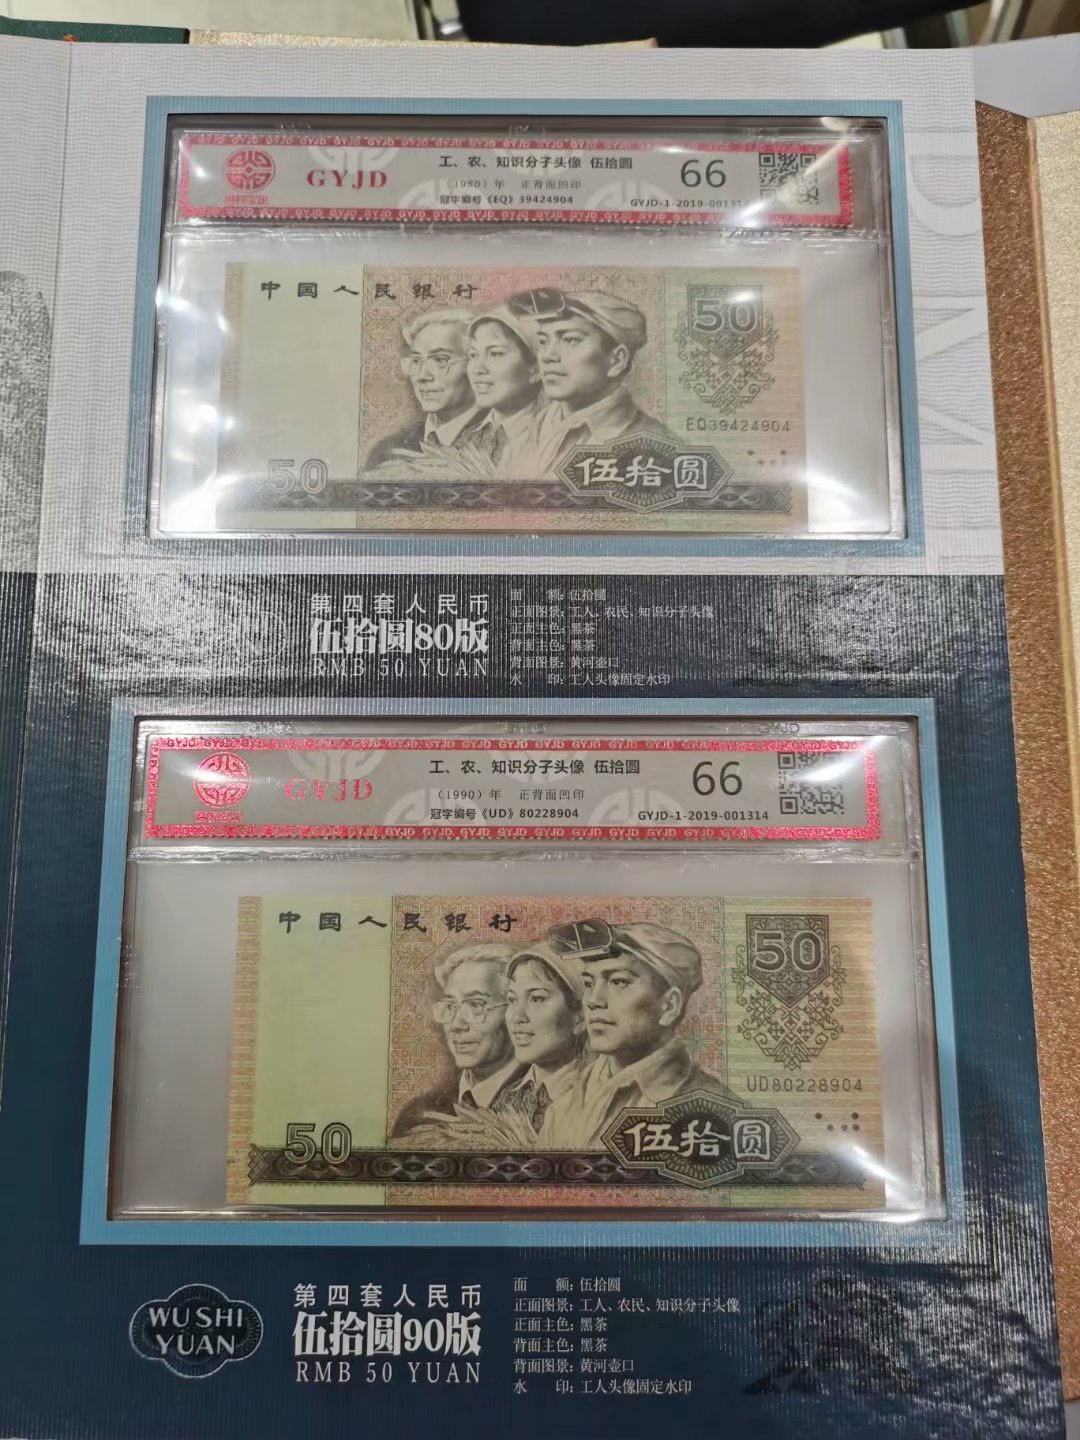 GYJD
工、农、知识分子头像 伍拾圆
（1980）年 正背面凹印
冠字编号《EQ》39424904
66
GYJD-1-2019-001314
中国人民银行
50
EQ39424904
50
伍拾圆
第四套人民币
伍拾圆80版
RMB 50 YUAN
面 额：伍拾圆
正面图景：工人、农民、知识分子头像
正面主色：黑茶
背面主色：黑茶
背面图景：黄河壶口
水 印：工人头像固定水印
GYJD
工、农、知识分子头像 伍拾圆
（1990）年 正背面凹印
冠字编号《UD》80228904
66
GYJD-1-2019-001314
中国人民银行
50
UD80228904
50
伍拾圆
WU SHI
YUAN
第四套人民币
伍拾圆90版
RMB 50 YUAN
面 额：伍拾圆
正面图景：工人、农民、知识分子头像
正面主色：黑茶
背面主色：黑茶
背面图景：黄河壶口
水 印：工人头像固定水印